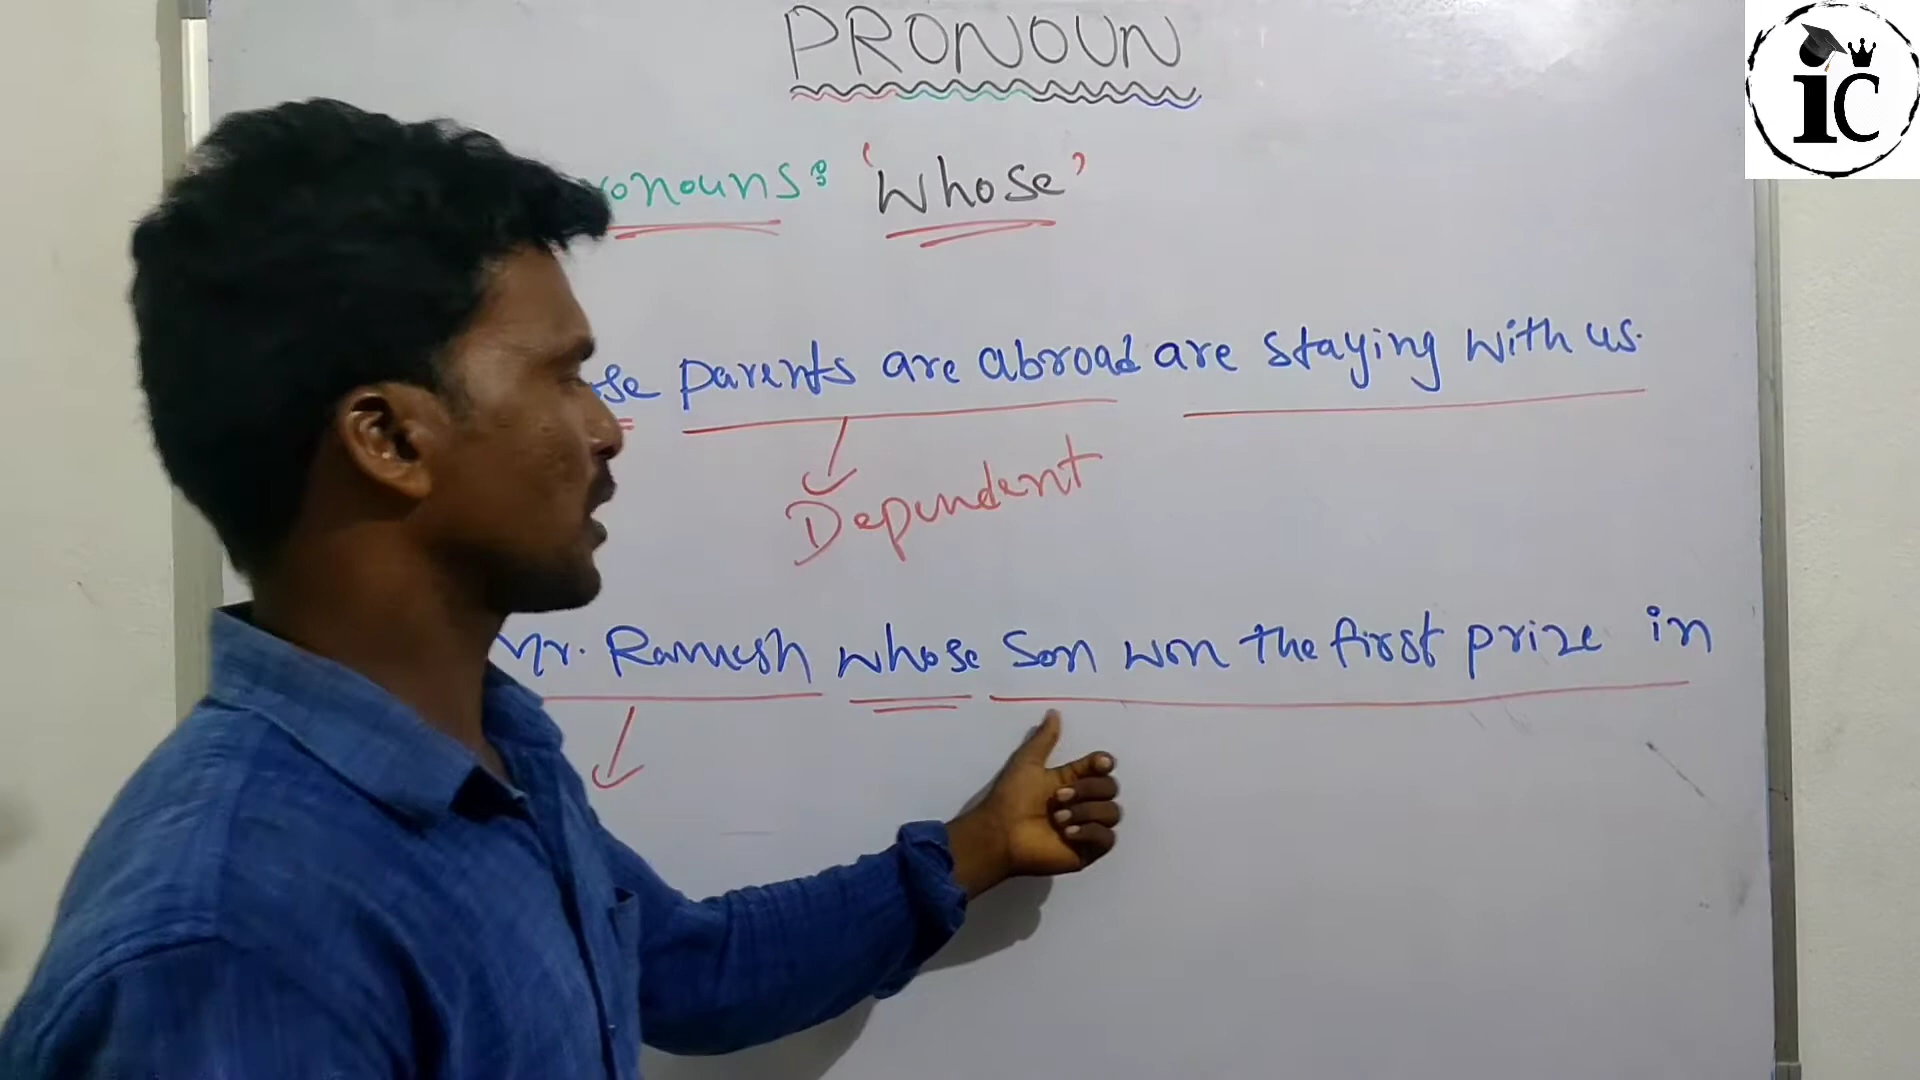 PRONOUN
onouns: 'Whose'
se parents are abroad are staying with us.
Dependent
Mr. Ramesh whose son won the first prize in
iC